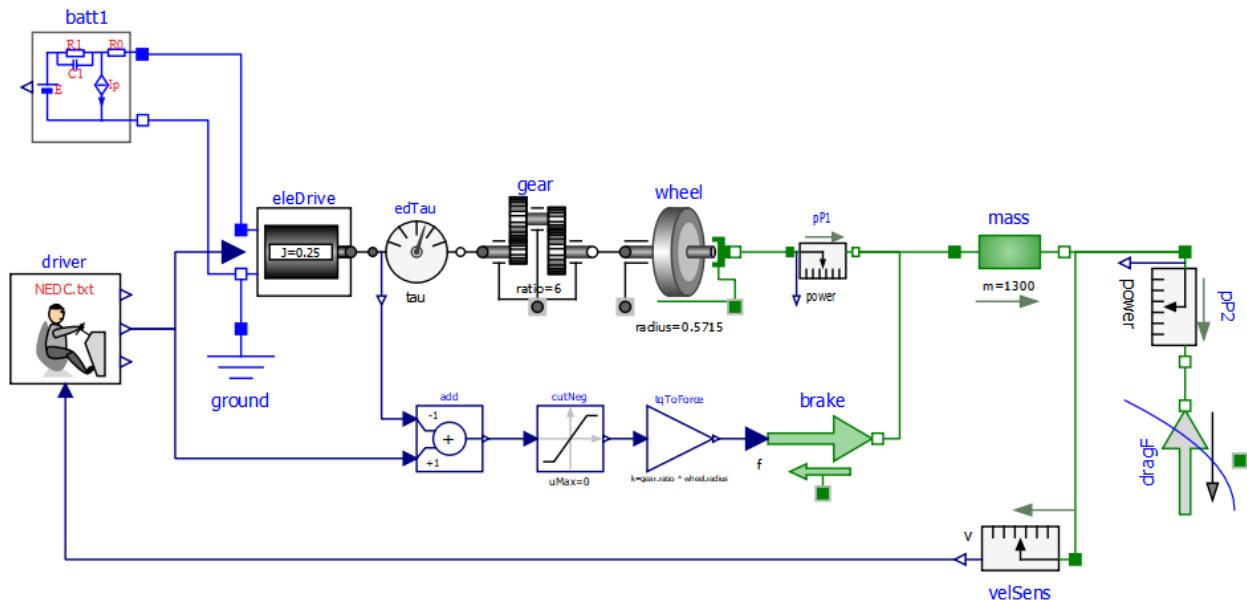 batt1
R1
R0
C1
E
Ip
eleDrive
J=0.25
edTau
tau
gear
ratio=6
wheel
radius=0.5715
pP1
power
mass
m=1300
power
pP2
driver
NEDC.txt
ground
add
-1
+
+1
cutNeg
uMax=0
tqToForce
k=gear.ratio * wheel.radius
f
brake
dragF
v
velSens